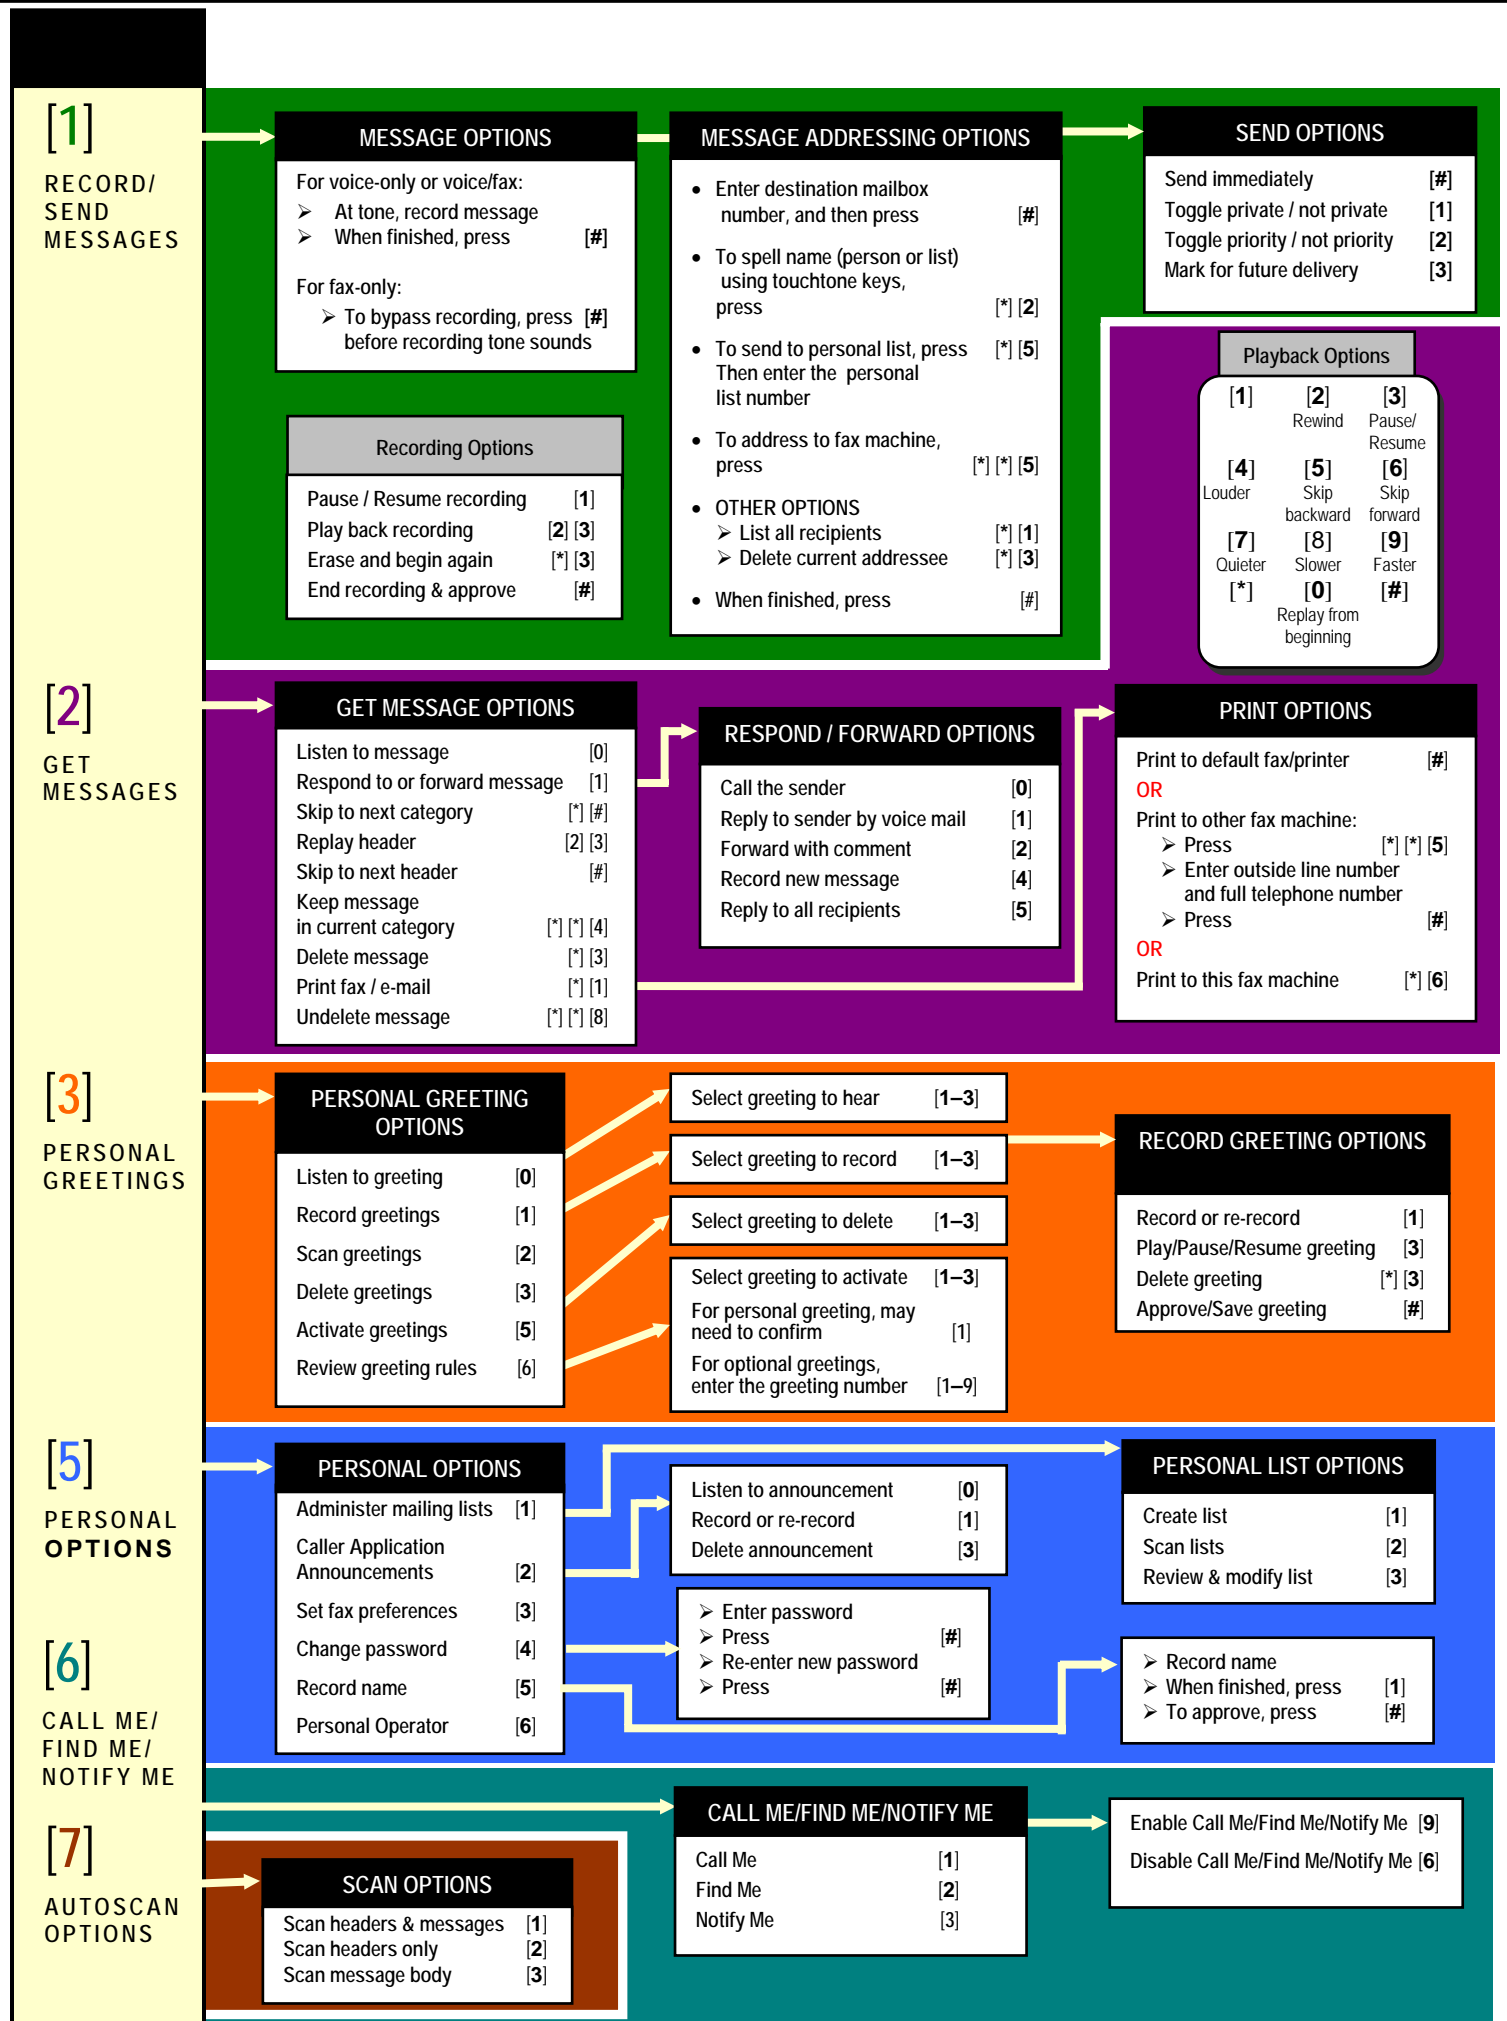 [1]
RECORD/
SEND
MESSAGES
MESSAGE OPTIONS
For voice-only or voice/fax:
➢ At tone, record message
➢ When finished, press [#]
For fax-only:
➢ To bypass recording, press [#]
before recording tone sounds
Recording Options
Pause / Resume recording [1]
Play back recording [2] [3]
Erase and begin again [*] [3]
End recording & approve [#]
MESSAGE ADDRESSING OPTIONS
• Enter destination mailbox
number, and then press [#]
• To spell name (person or list)
using touchtone keys,
press [*] [2]
• To send to personal list, press [*] [5]
Then enter the personal
list number
• To address to fax machine,
press [*] [*] [5]
• OTHER OPTIONS
➢ List all recipients [*] [1]
➢ Delete current addressee [*] [3]
• When finished, press [#]
SEND OPTIONS
Send immediately [#]
Toggle private / not private [1]
Toggle priority / not priority [2]
Mark for future delivery [3]
Playback Options
[1] [2] [3]
Rewind Pause/
Resume
[4] [5] [6]
Louder Skip Skip
backward forward
[7] [8] [9]
Quieter Slower Faster
[*] [0] [#]
Replay from
beginning
[2]
GET
MESSAGES
GET MESSAGE OPTIONS
Listen to message [0]
Respond to or forward message [1]
Skip to next category [*] [#]
Replay header [2] [3]
Skip to next header [#]
Keep message
in current category [*] [*] [4]
Delete message [*] [3]
Print fax / e-mail [*] [1]
Undelete message [*] [*] [8]
RESPOND / FORWARD OPTIONS
Call the sender [0]
Reply to sender by voice mail [1]
Forward with comment [2]
Record new message [4]
Reply to all recipients [5]
PRINT OPTIONS
Print to default fax/printer [#]
OR
Print to other fax machine:
➢ Press [*] [*] [5]
➢ Enter outside line number
and full telephone number
➢ Press [#]
OR
Print to this fax machine [*] [6]
[3]
PERSONAL
GREETINGS
PERSONAL GREETING
OPTIONS
Listen to greeting [0]
Record greetings [1]
Scan greetings [2]
Delete greetings [3]
Activate greetings [5]
Review greeting rules [6]
Select greeting to hear [1–3]
Select greeting to record [1–3]
Select greeting to delete [1–3]
Select greeting to activate [1–3]
For personal greeting, may
need to confirm [1]
For optional greetings,
enter the greeting number [1–9]
RECORD GREETING OPTIONS
Record or re-record [1]
Play/Pause/Resume greeting [3]
Delete greeting [*] [3]
Approve/Save greeting [#]
[5]
PERSONAL
OPTIONS
PERSONAL OPTIONS
Administer mailing lists [1]
Caller Application
Announcements [2]
Set fax preferences [3]
Change password [4]
Record name [5]
Personal Operator [6]
Listen to announcement [0]
Record or re-record [1]
Delete announcement [3]
➢ Enter password
➢ Press [#]
➢ Re-enter new password
➢ Press [#]
PERSONAL LIST OPTIONS
Create list [1]
Scan lists [2]
Review & modify list [3]
➢ Record name
➢ When finished, press [1]
➢ To approve, press [#]
[6]
CALL ME/
FIND ME/
NOTIFY ME
CALL ME/FIND ME/NOTIFY ME
Call Me [1]
Find Me [2]
Notify Me [3]
Enable Call Me/Find Me/Notify Me [9]
Disable Call Me/Find Me/Notify Me [6]
[7]
AUTOSCAN
OPTIONS
SCAN OPTIONS
Scan headers & messages [1]
Scan headers only [2]
Scan message body [3]